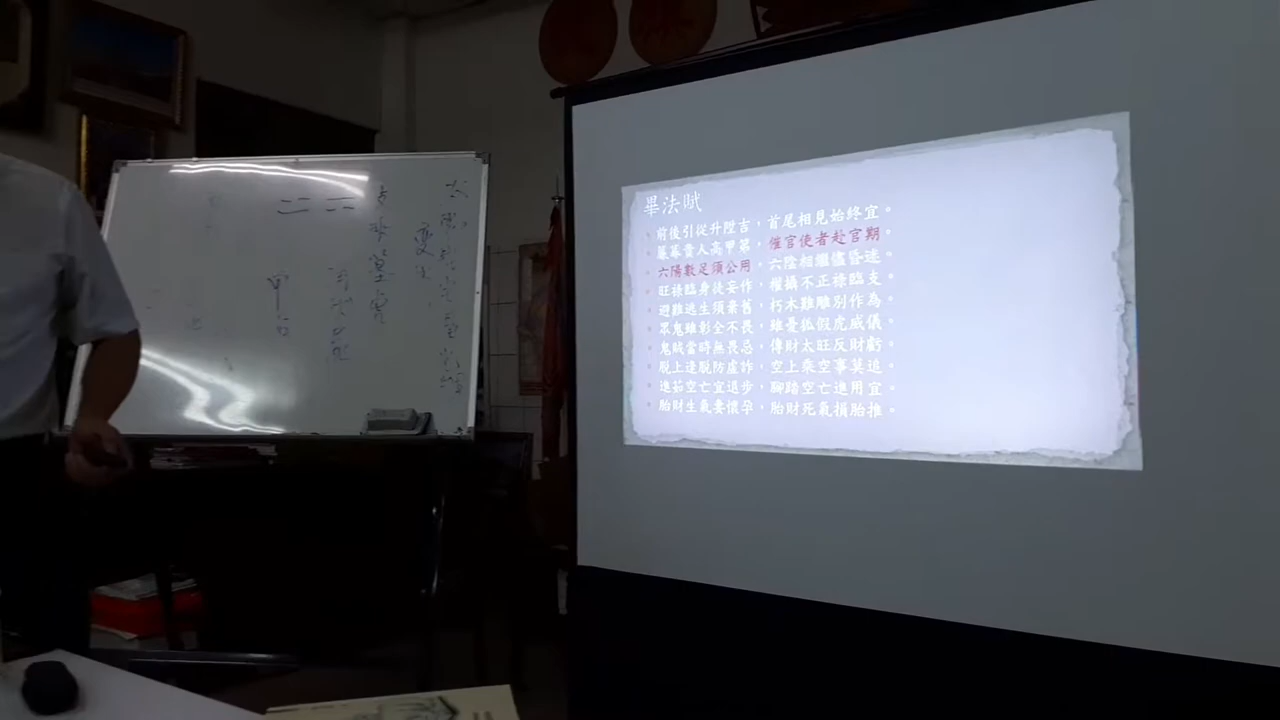 畢法賦
前後引從升陞吉，首尾相見始終宜。
簾幕貴人高甲第，催官使者赴官期。
六陽數足須公用，六陰相繼儘昏迷。
旺祿臨身徒妄作，權攝不正祿臨支。
避難逃生須棄舊，朽木難雕別作為。
眾鬼雖彰全不畏，雖憂狐假虎威儀。
鬼賊當時無畏忌，傳財太旺反財虧。
脫上逢脫防虛詐，空上乘空事莫追。
進茹空亡宜退步，腳踏空亡進用宜。
胎財生氣妻懷孕，胎財死氣損胎推。